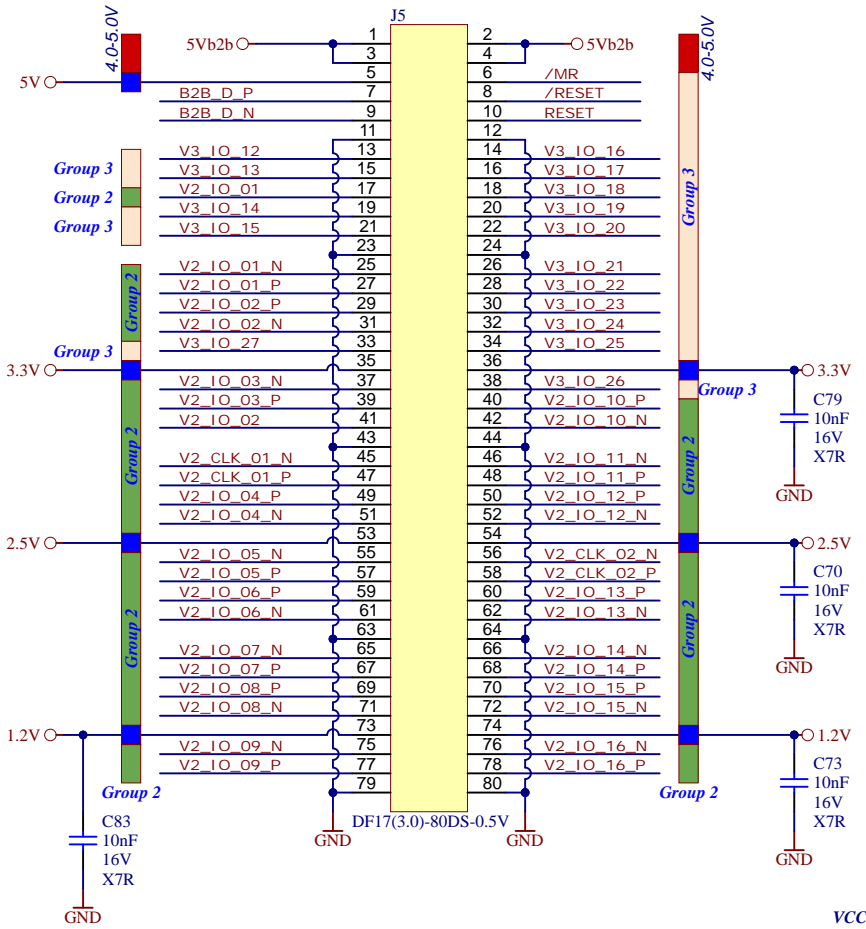 J5
4.0-5.0V
4.0-5.0V
5Vb2b 1 2 5Vb2b
3 4
5V 5 6 /MR
B2B_D_P 7 8 /RESET
B2B_D_N 9 10 RESET
11 12
V3_IO_12 13 14 V3_IO_16
Group 3 V3_IO_13 15 16 V3_IO_17
Group 2 V2_IO_01 17 18 V3_IO_18
V3_IO_14 19 20 V3_IO_19
Group 3 V3_IO_15 21 22 V3_IO_20
Group 3
23 24
V2_IO_01_N 25 26 V3_IO_21
V2_IO_01_P 27 28 V3_IO_22
Group 2
V2_IO_02_P 29 30 V3_IO_23
V2_IO_02_N 31 32 V3_IO_24
Group 3 V3_IO_27 33 34 V3_IO_25
3.3V 35 36 3.3V
V2_IO_03_N 37 38 V3_IO_26 Group 3
V2_IO_03_P 39 40 V2_IO_10_P
V2_IO_02 41 42 V2_IO_10_N
C79
10nF
16V
X7R
GND
43 44
V2_CLK_01_N 45 46 V2_IO_11_N
Group 2
Group 2
V2_CLK_01_P 47 48 V2_IO_11_P
V2_IO_04_P 49 50 V2_IO_12_P
V2_IO_04_N 51 52 V2_IO_12_N
2.5V 53 54 2.5V
V2_IO_05_N 55 56 V2_CLK_02_N
V2_IO_05_P 57 58 V2_CLK_02_P
V2_IO_06_P 59 60 V2_IO_13_P
V2_IO_06_N 61 62 V2_IO_13_N
C70
10nF
16V
X7R
GND
Group 2
Group 2
63 64
V2_IO_07_N 65 66 V2_IO_14_N
V2_IO_07_P 67 68 V2_IO_14_P
V2_IO_08_P 69 70 V2_IO_15_P
V2_IO_08_N 71 72 V2_IO_15_N
1.2V 73 74 1.2V
V2_IO_09_N 75 76 V2_IO_16_N
V2_IO_09_P 77 78 V2_IO_16_P
Group 2 79 80 Group 2
C73
10nF
16V
X7R
GND
DF17(3.0)-80DS-0.5V
GND GND
C83
10nF
16V
X7R
GND
VCC